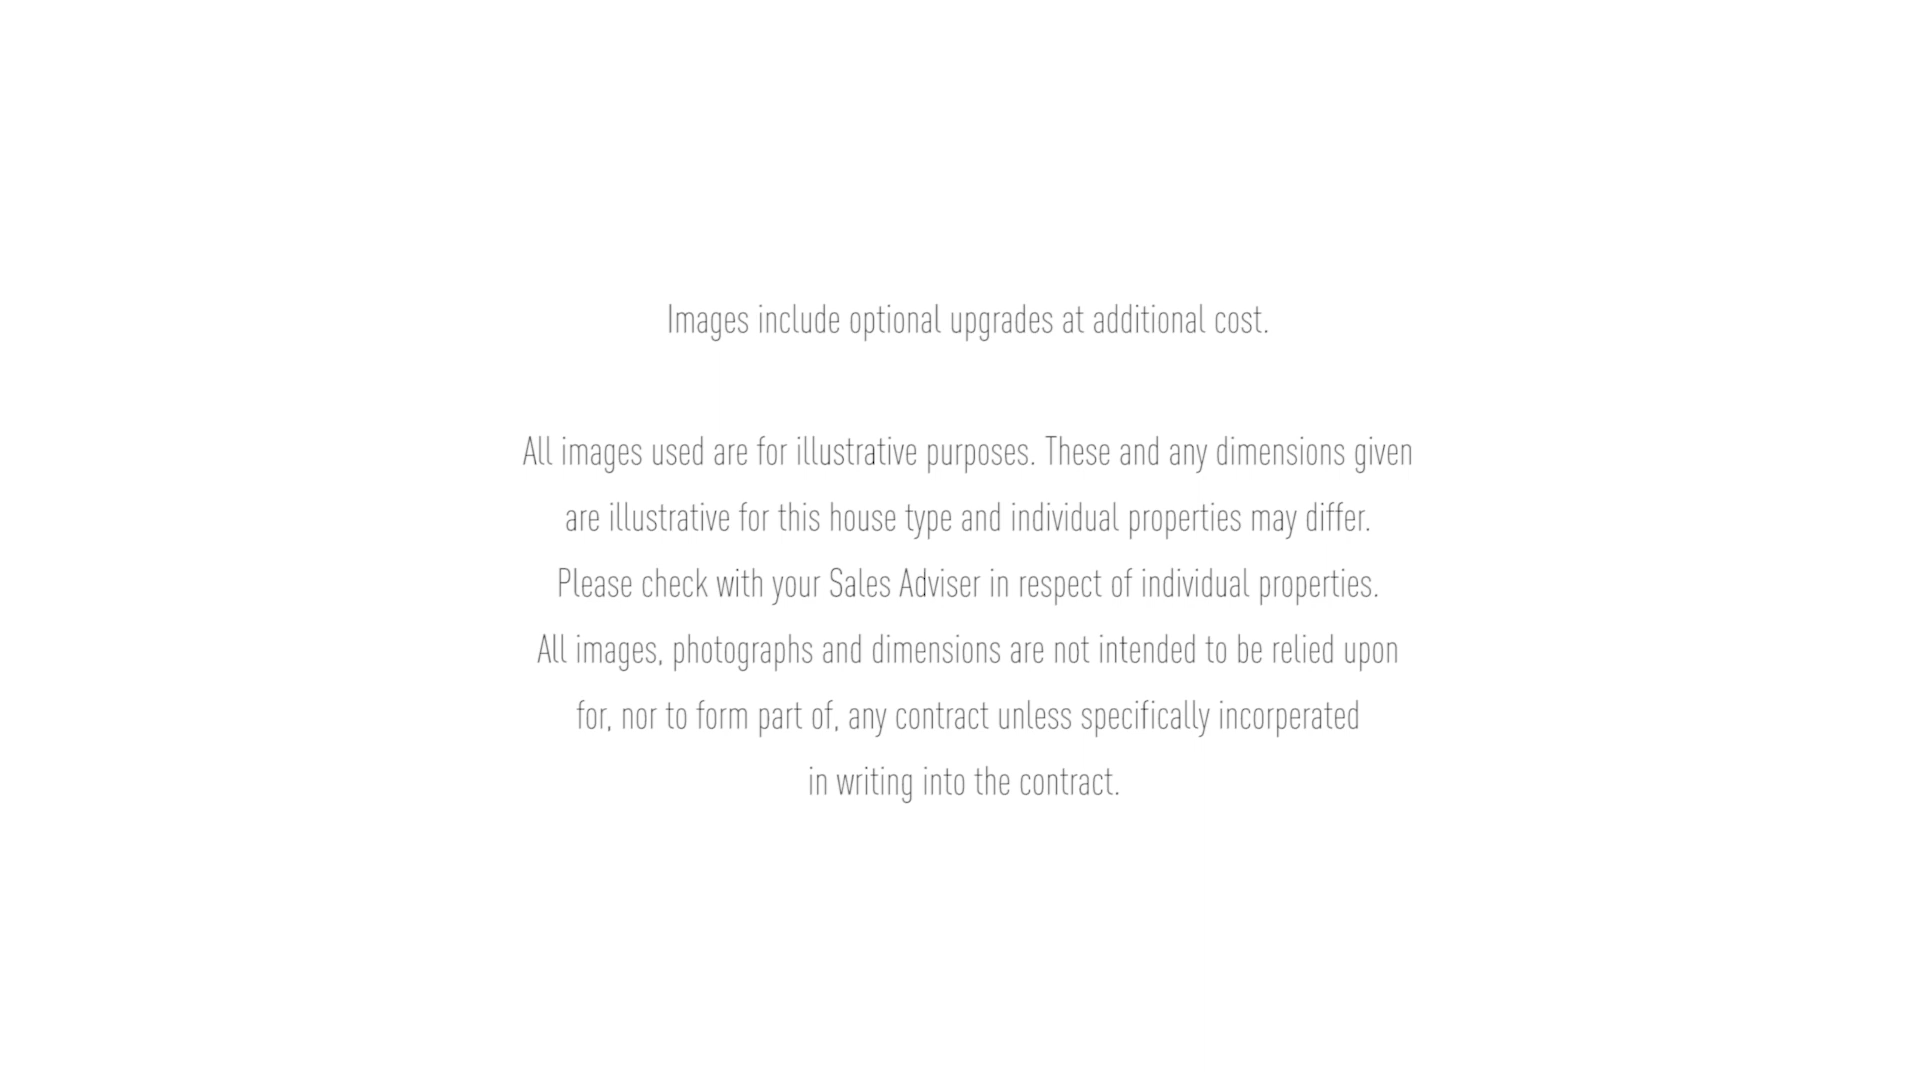 Images include optional upgrades at additional cost.
All images used are for illustrative purposes. These and any dimensions given
are illustrative for this house type and individual properties may differ.
Please check with your Sales Adviser in respect of individual properties.
All images, photographs and dimensions are not intended to be relied upon
for, nor to form part of, any contract unless specifically incorperated
in writing into the contract.